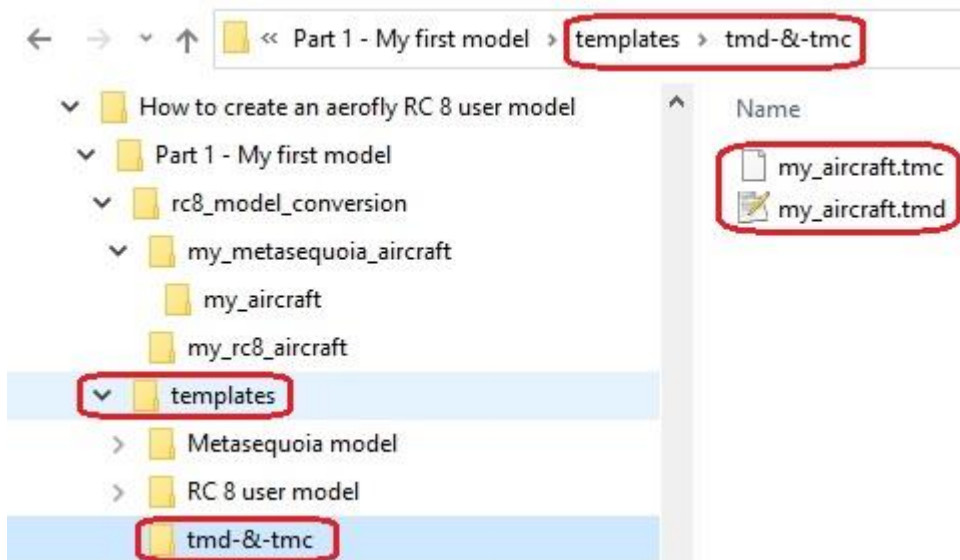 « Part 1 - My first model > templates > tmd-&-tmc
How to create an aerofly RC 8 user model
Part 1 - My first model
rc8_model_conversion
my_metasequoia_aircraft
my_aircraft
my_rc8_aircraft
templates
Metasequoia model
RC 8 user model
tmd-&-tmc
Name
my_aircraft.tmc
my_aircraft.tmd